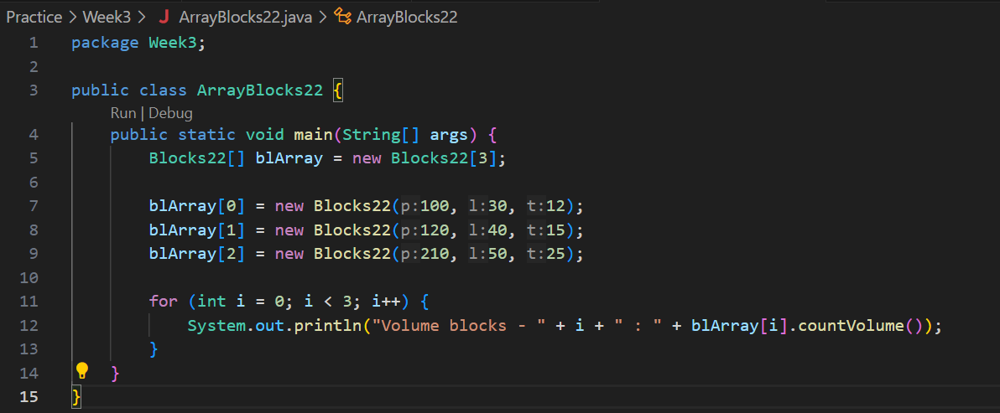 Practice > Week3 > J ArrayBlocks22.java > ArrayBlocks22
1 package Week3;
2
3 public class ArrayBlocks22 {
Run | Debug
4 public static void main(String[] args) {
5 Blocks22[] blArray = new Blocks22[3];
6
7 blArray[0] = new Blocks22(p:100, l:30, t:12);
8 blArray[1] = new Blocks22(p:120, l:40, t:15);
9 blArray[2] = new Blocks22(p:210, l:50, t:25);
10
11 for (int i = 0; i < 3; i++) {
12 System.out.println("Volume blocks - " + i + " : " + blArray[i].countVolume());
13 }
14 }
15 }